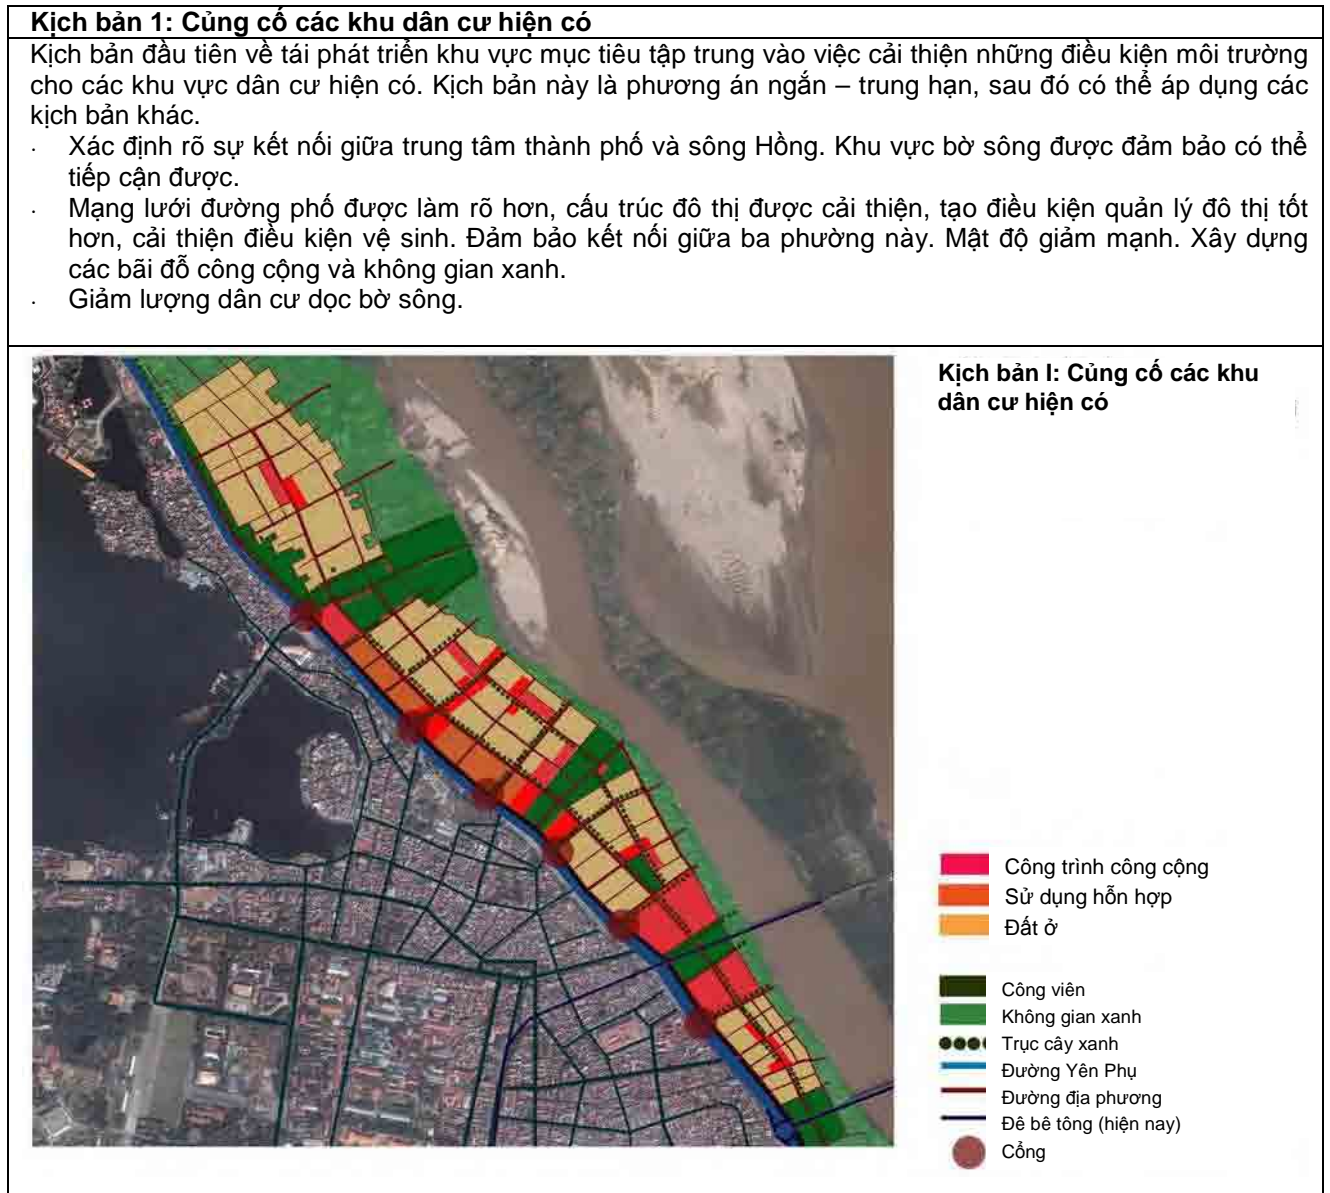 Kịch bản 1: Củng cố các khu dân cư hiện có
Kịch bản đầu tiên về tái phát triển khu vực mục tiêu tập trung vào việc cải thiện những điều kiện môi trường
cho các khu vực dân cư hiện có. Kịch bản này là phương án ngắn – trung hạn, sau đó có thể áp dụng các
kịch bản khác.
· Xác định rõ sự kết nối giữa trung tâm thành phố và sông Hồng. Khu vực bờ sông được đảm bảo có thể
tiếp cận được.
· Mạng lưới đường phố được làm rõ hơn, cấu trúc đô thị được cải thiện, tạo điều kiện quản lý đô thị tốt
hơn, cải thiện điều kiện vệ sinh. Đảm bảo kết nối giữa ba phường này. Mật độ giảm mạnh. Xây dựng
các bãi đỗ công cộng và không gian xanh.
· Giảm lượng dân cư dọc bờ sông.
Kịch bản I: Củng cố các khu
dân cư hiện có
Công trình công cộng
Sử dụng hỗn hợp
Đất ở
Công viên
Không gian xanh
Trục cây xanh
Đường Yên Phụ
Đường địa phương
Đê bê tông (hiện nay)
Cổng